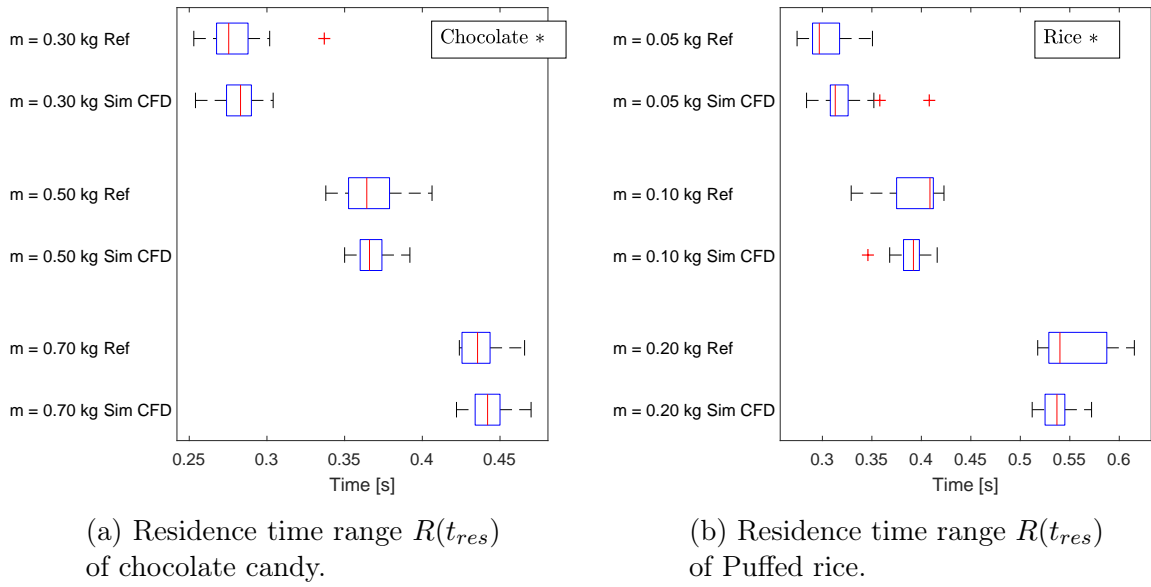 m = 0.30 kg Ref
Chocolate *
m = 0.30 kg Sim CFD
m = 0.50 kg Ref
m = 0.50 kg Sim CFD
m = 0.70 kg Ref
m = 0.70 kg Sim CFD
0.25 0.3 0.35 0.4 0.45
Time [s]
(a) Residence time range R(t_res)
of chocolate candy.
m = 0.05 kg Ref
Rice *
m = 0.05 kg Sim CFD
m = 0.10 kg Ref
m = 0.10 kg Sim CFD
m = 0.20 kg Ref
m = 0.20 kg Sim CFD
0.3 0.35 0.4 0.45 0.5 0.55 0.6
Time [s]
(b) Residence time range R(t_res)
of Puffed rice.